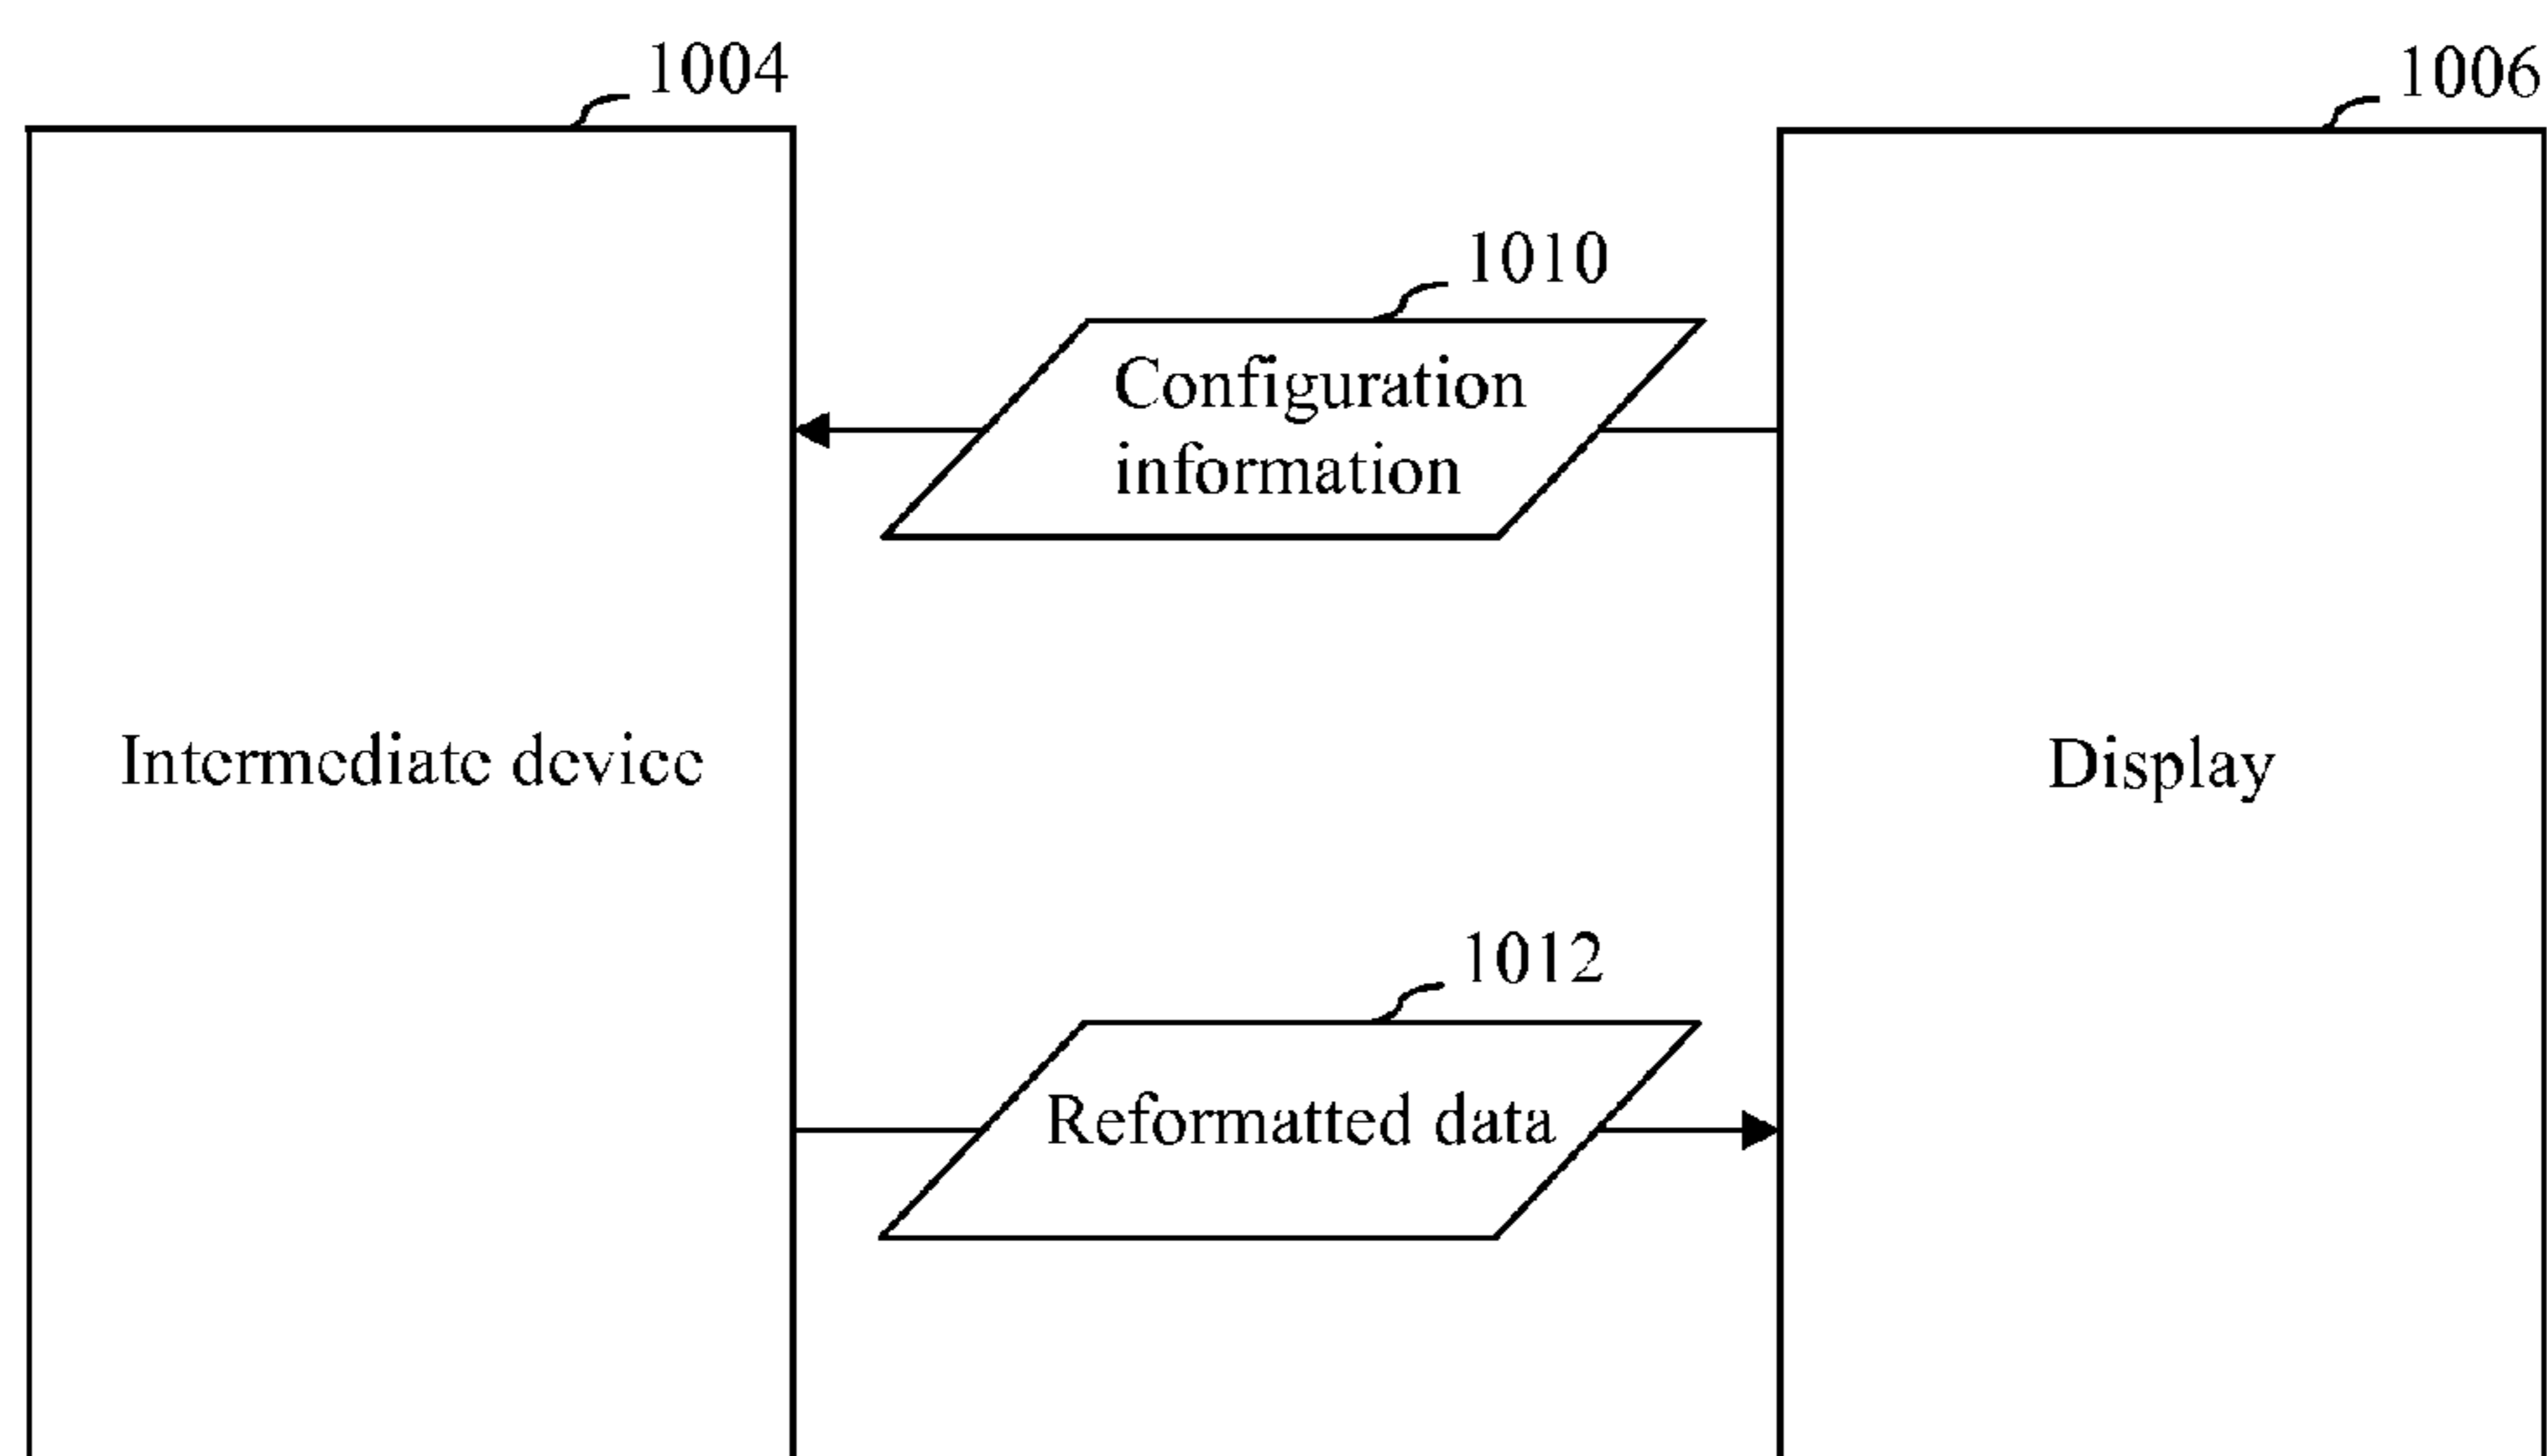 1004
1006
1010
Configuration
information
Intermediate device
Display
1012
Reformatted data